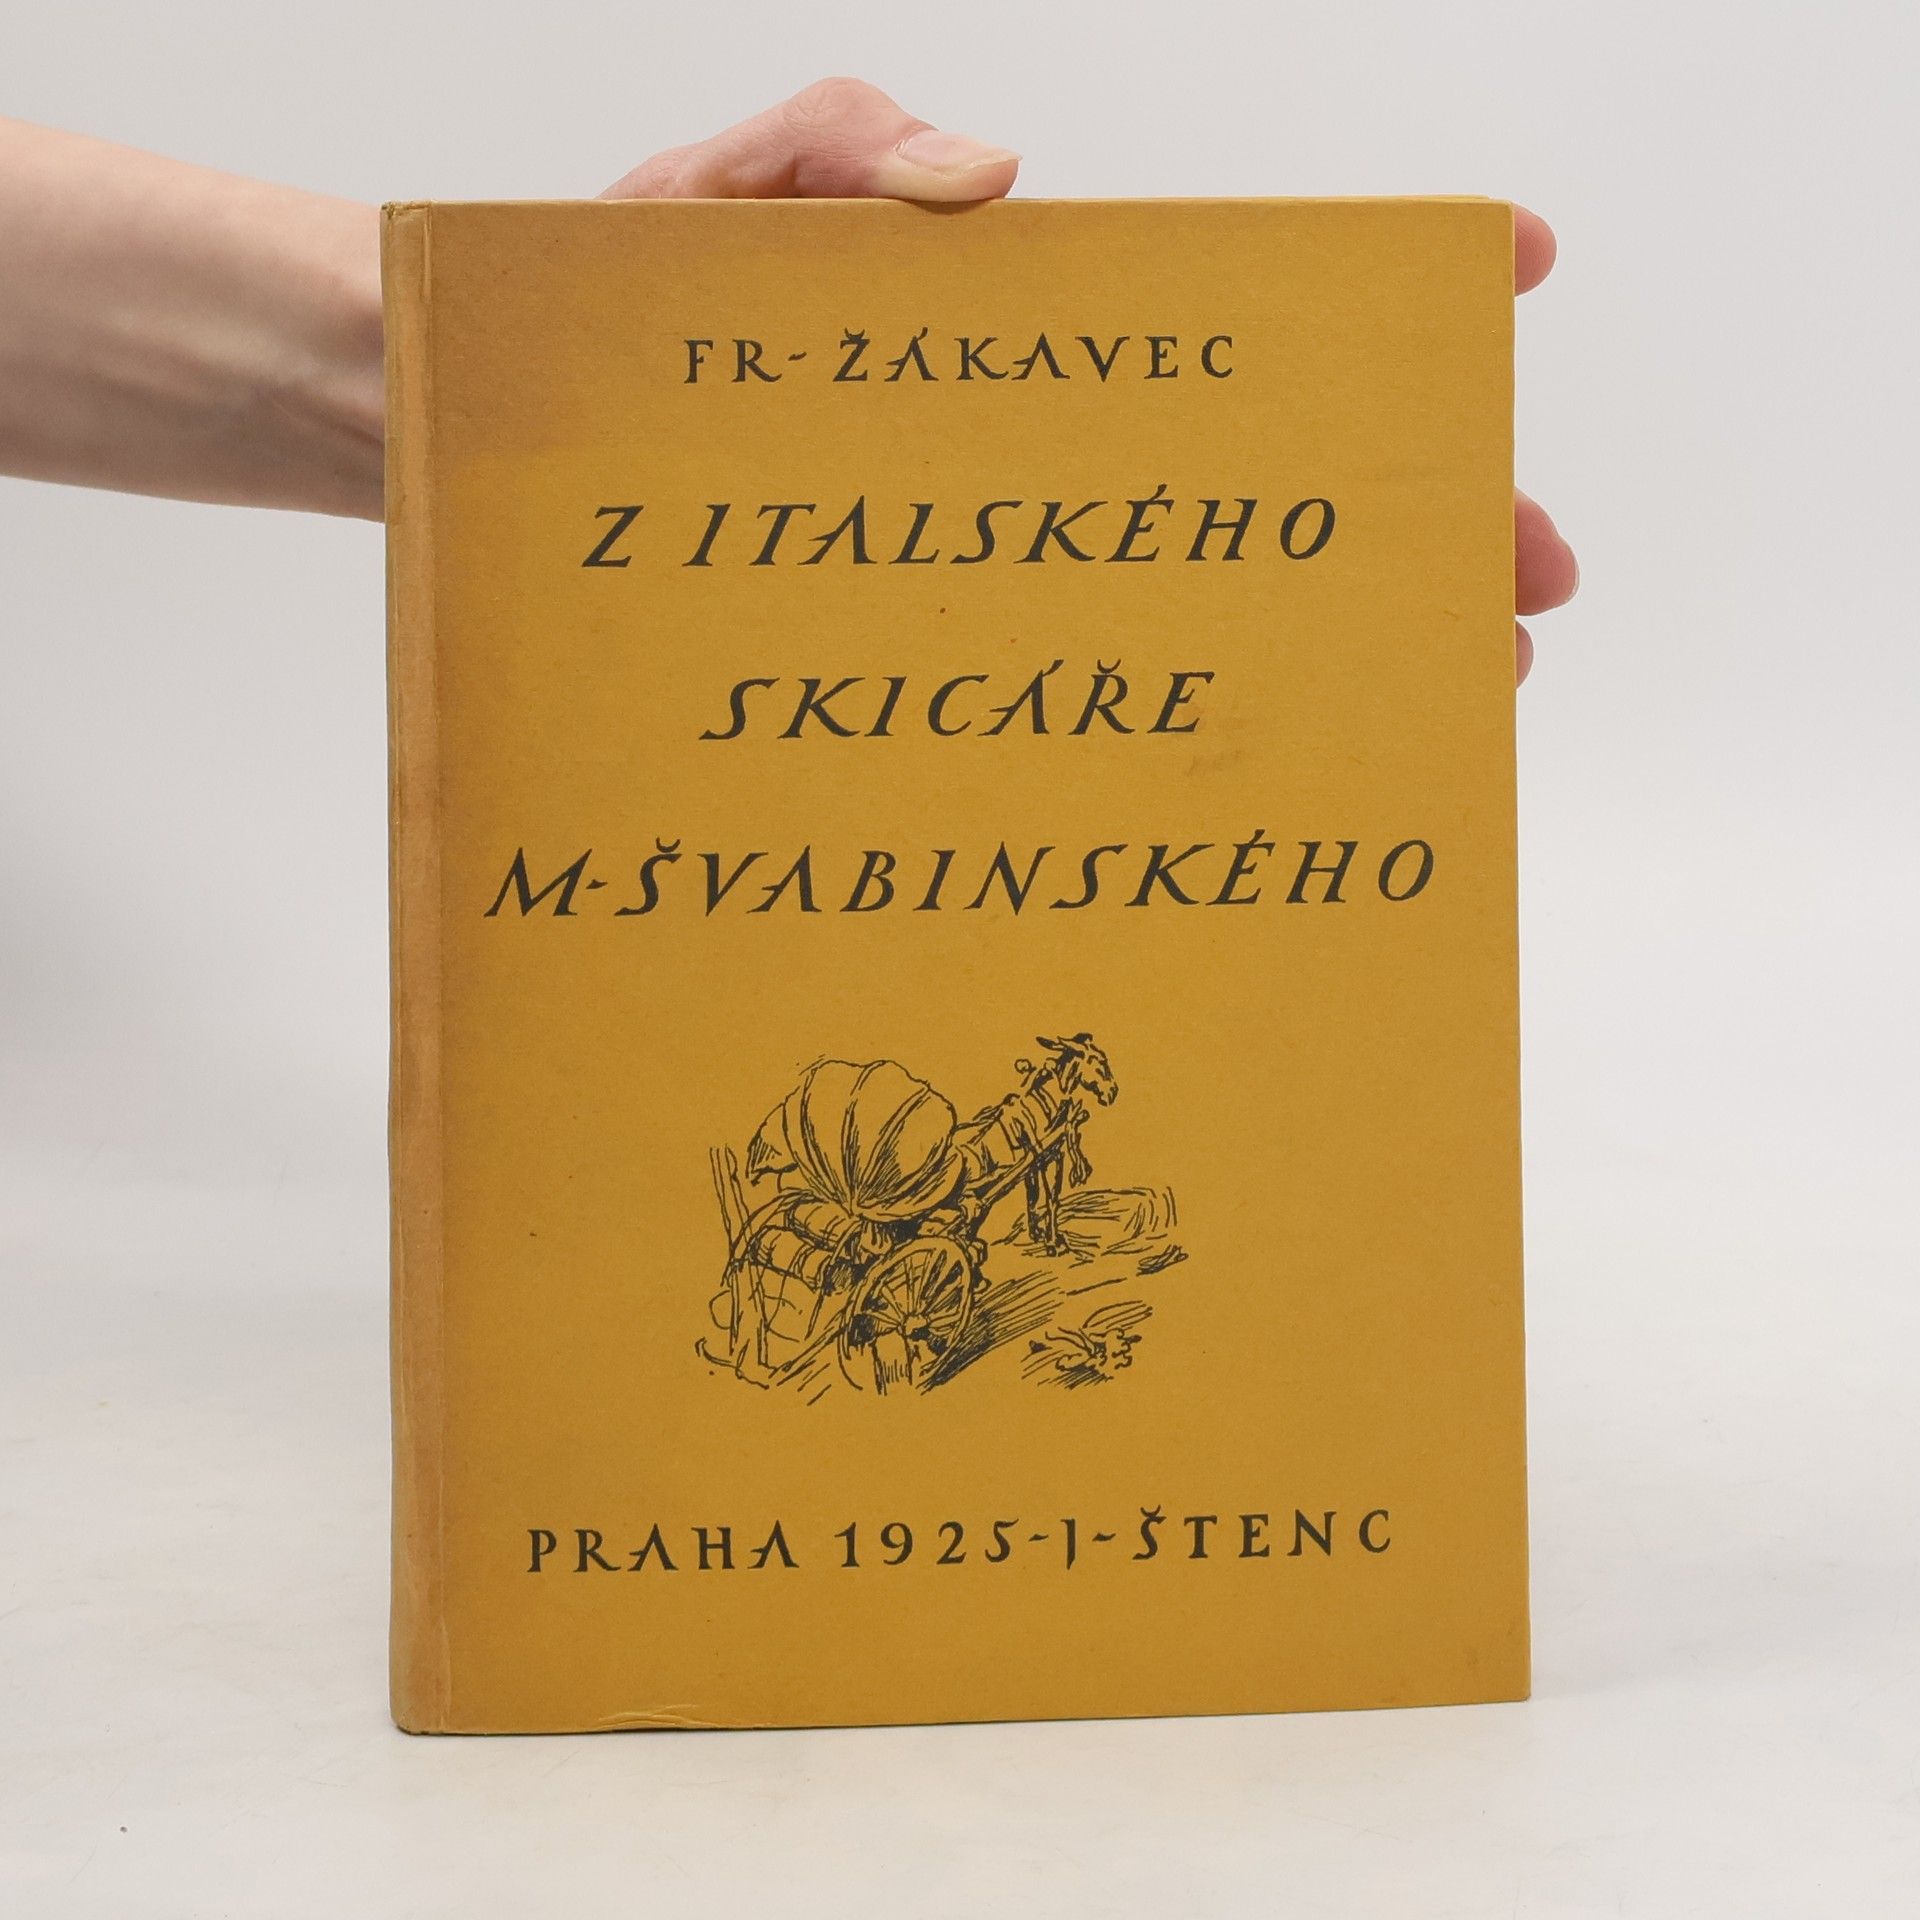 FR-ŽÁKAVEC
Z ITALSKÉHO
SKICÁŘE
M-ŠVABINSKÉHO
PRAHA 1925-J-ŠTENC